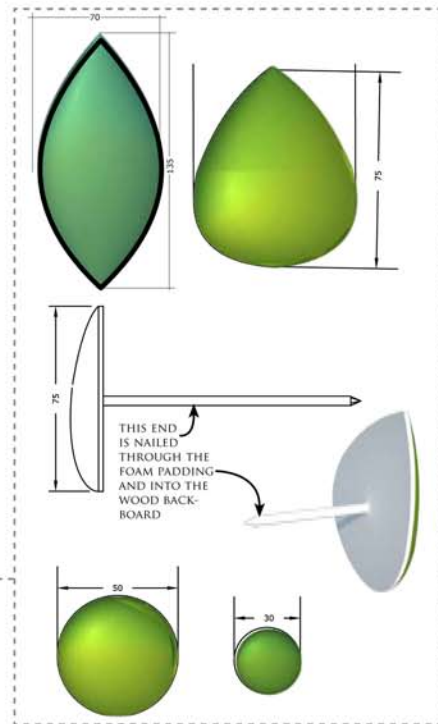 70
135
75
75
THIS END
IS NAILED
THROUGH THE
FOAM PADDING
AND INTO THE
WOOD BACK-
BOARD
50
30